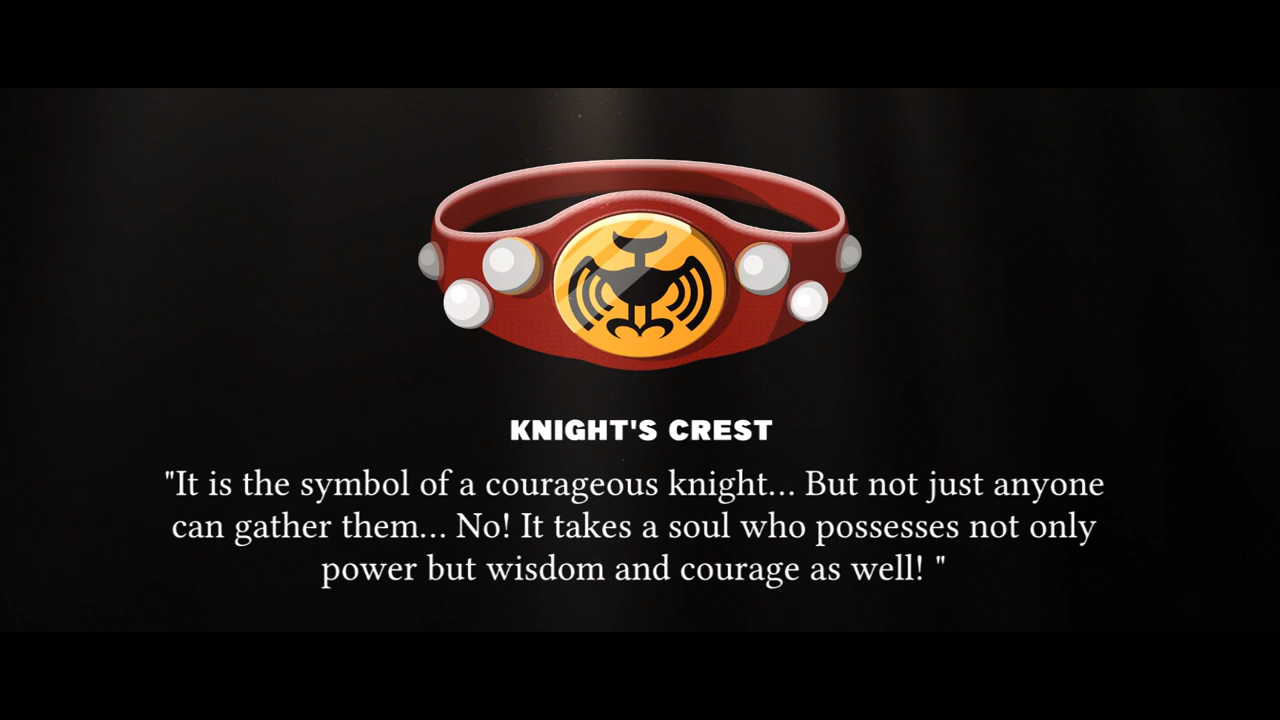 KNIGHT'S CREST
"It is the symbol of a courageous knight... But not just anyone
can gather them... No! It takes a soul who possesses not only
power but wisdom and courage as well! "